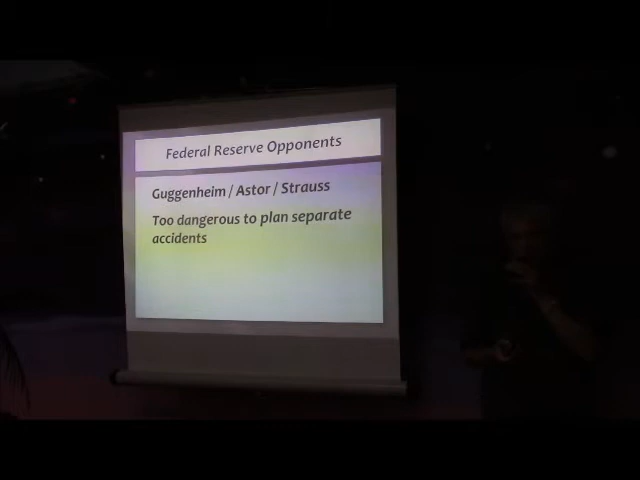 Federal Reserve Opponents
Guggenheim / Astor / Strauss
Too dangerous to plan separate
accidents